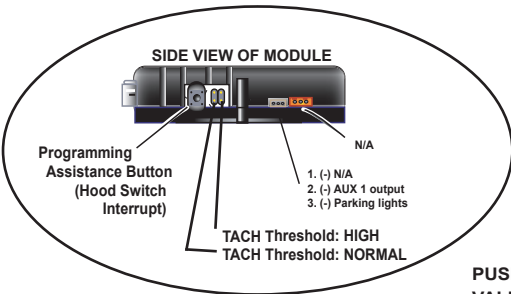 SIDE VIEW OF MODULE
N/A
Programming
Assistance Button
(Hood Switch
Interrupt)
1. (-) N/A
2. (-) AUX 1 output
3. (-) Parking lights
TACH Threshold: HIGH
TACH Threshold: NORMAL
PUS